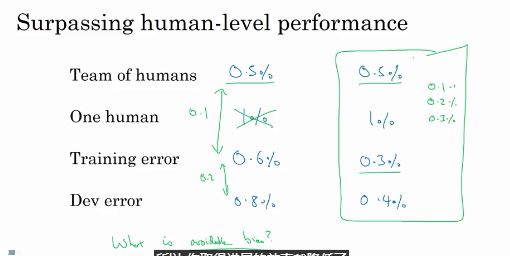 Surpassing human-level performance
Team of humans 0.5% 0.5%
0.1
0.2%
0.3%
One human 0.1 1% 1%
Training error 0.6% 0.3%
0.2
Dev error 0.8% 0.4%
What is avoidable bias?